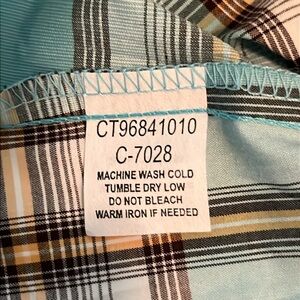 CT96841010
C-7028
MACHINE WASH COLD
TUMBLE DRY LOW
DO NOT BLEACH
WARM IRON IF NEEDED